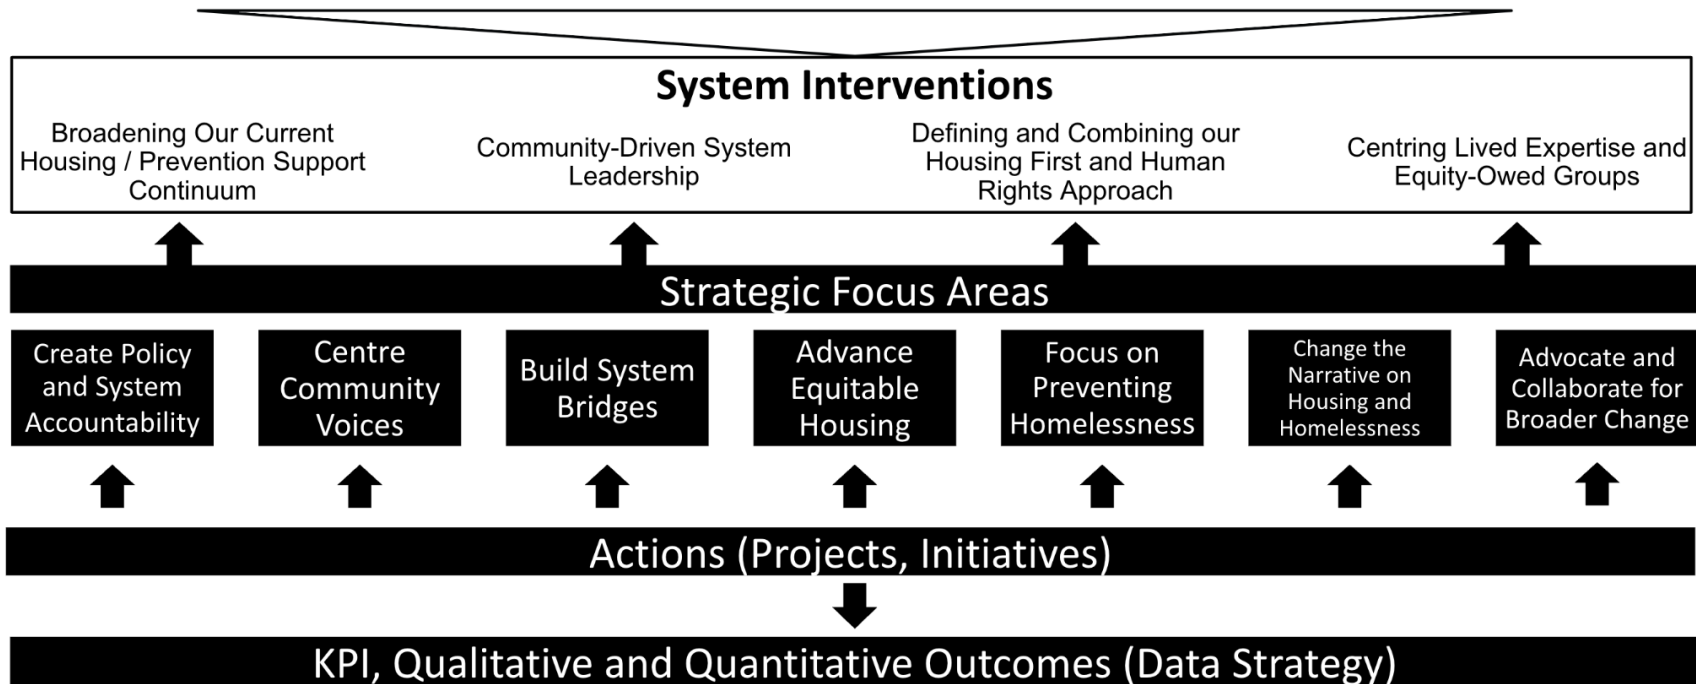 System Interventions
Broadening Our Current
Housing / Prevention Support
Continuum
Community-Driven System
Leadership
Defining and Combining our
Housing First and Human
Rights Approach
Centring Lived Expertise and
Equity-Owed Groups
Strategic Focus Areas
Create Policy
and System
Accountability
Centre
Community
Voices
Build System
Bridges
Advance
Equitable
Housing
Focus on
Preventing
Homelessness
Change the
Narrative on
Housing and
Homelessness
Advocate and
Collaborate for
Broader Change
Actions (Projects, Initiatives)
KPI, Qualitative and Quantitative Outcomes (Data Strategy)